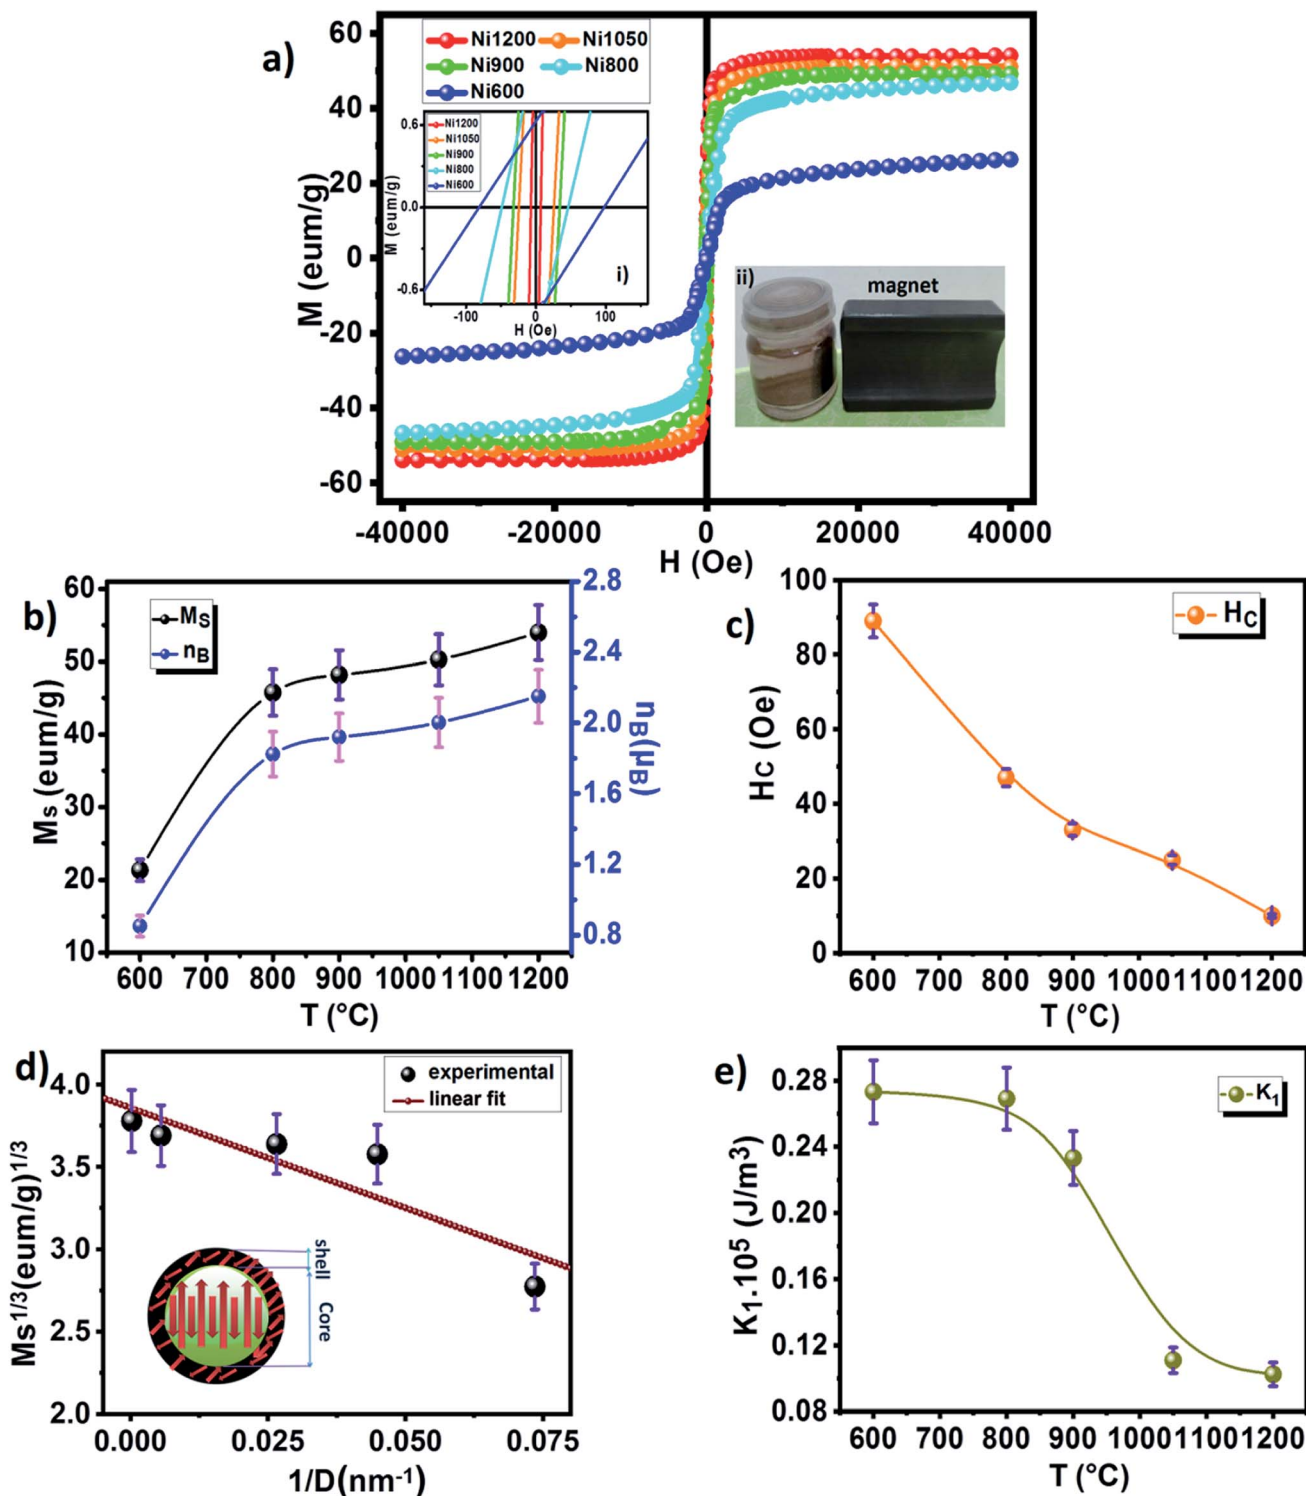 a)
Ni1200 Ni1050
Ni900 Ni800
Ni600
M (eum/g)
60
40
20
0
-20
-40
-60
-40000 -20000 0 20000 40000
H (Oe)
Ni1200
Ni1050
Ni900
Ni800
Ni600
M (eum/g)
0.6
0.0
-0.6
-100 0 100
H (Oe)
i)
ii)
magnet
b)
MS
nB
Ms (eum/g)
60
50
40
30
20
10
600 700 800 900 1000 1100 1200
T (°C)
2.8
2.4
2.0
1.6
1.2
0.8
nB(μB)
c)
HC
HC (Oe)
100
80
60
40
20
0
600 700 800 900 1000 1100 1200
T (°C)
d)
experimental
linear fit
Ms1/3(eum/g)1/3
4.0
3.5
3.0
2.5
2.0
shell
Core
0.000 0.025 0.050 0.075
1/D(nm-1)
e)
K1
K1.105 (J/m3)
0.28
0.24
0.20
0.16
0.12
0.08
600 700 800 900 1000 1100 1200
T (°C)